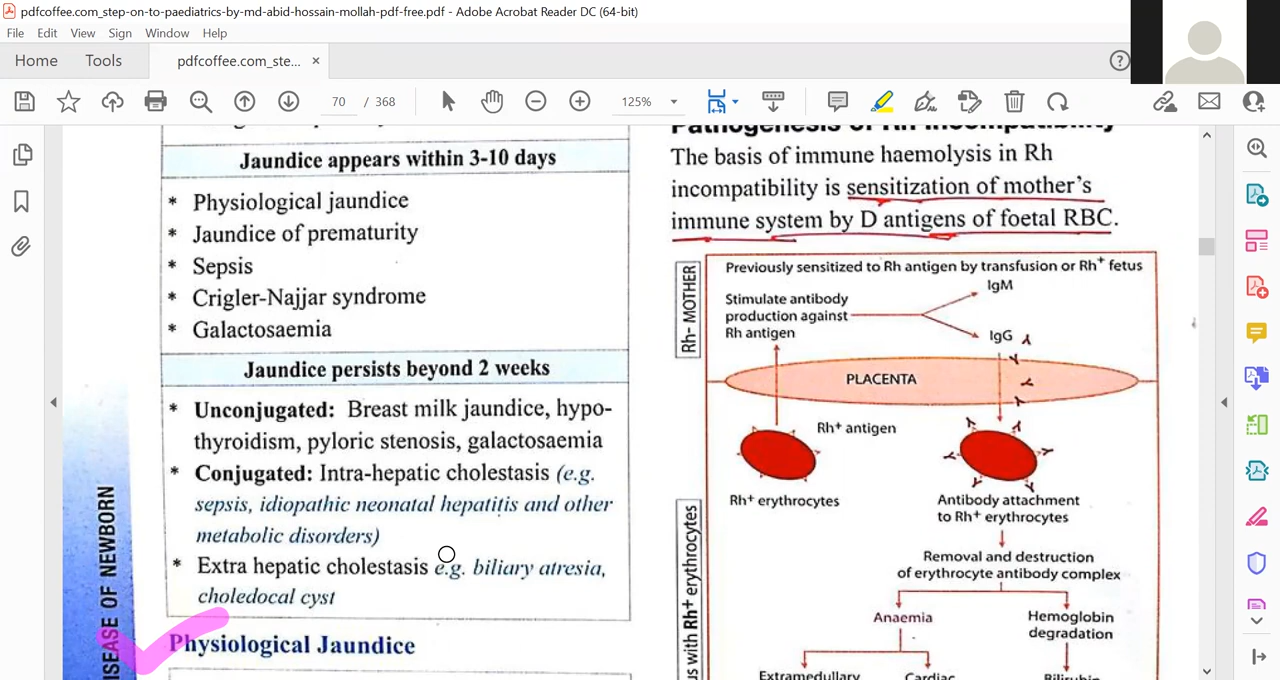 pdfcoffee.com_step-on-to-paediatrics-by-md-abid-hossain-mollah-pdf-free.pdf - Adobe Acrobat Reader DC (64-bit)
File Edit View Sign Window Help
Home Tools pdfcoffee.com_ste... ×
70 / 368 125%
Jaundice appears within 3-10 days
* Physiological jaundice
* Jaundice of prematurity
* Sepsis
* Crigler-Najjar syndrome
* Galactosaemia
Jaundice persists beyond 2 weeks
* Unconjugated: Breast milk jaundice, hypo-
thyroidism, pyloric stenosis, galactosaemia
* Conjugated: Intra-hepatic cholestasis (e.g.
sepsis, idiopathic neonatal hepatitis and other
metabolic disorders)
* Extra hepatic cholestasis e.g. biliary atresia,
choledocal cyst
Physiological Jaundice
ISEASE OF NEWBORN
Pathogenesis of Rh incompatibility
The basis of immune haemolysis in Rh
incompatibility is sensitization of mother's
immune system by D antigens of foetal RBC.
Rh- MOTHER
Previously sensitized to Rh antigen by transfusion or Rh+ fetus
Stimulate antibody
production against
Rh antigen
IgM
IgG
PLACENTA
Rh+ antigen
Rh+ erythrocytes
Antibody attachment
to Rh+ erythrocytes
Removal and destruction
of erythrocyte antibody complex
Anaemia
Hemoglobin
degradation
Extramedullary
Cardiac
Bilirubin
us with Rh+ erythrocytes